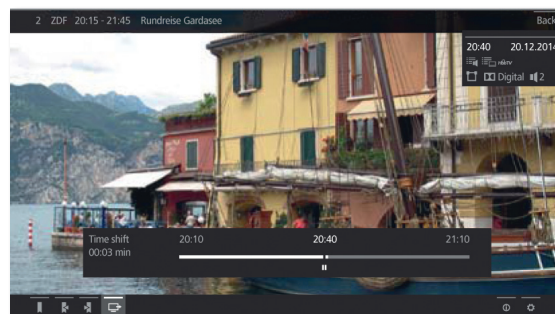 2 ZDF 20:15 - 21:45 Rundreise Gardasee Back
20:40 20.12.2014
HbbTV
Digital 2
Time shift 20:10 20:40 21:10
00:03 min